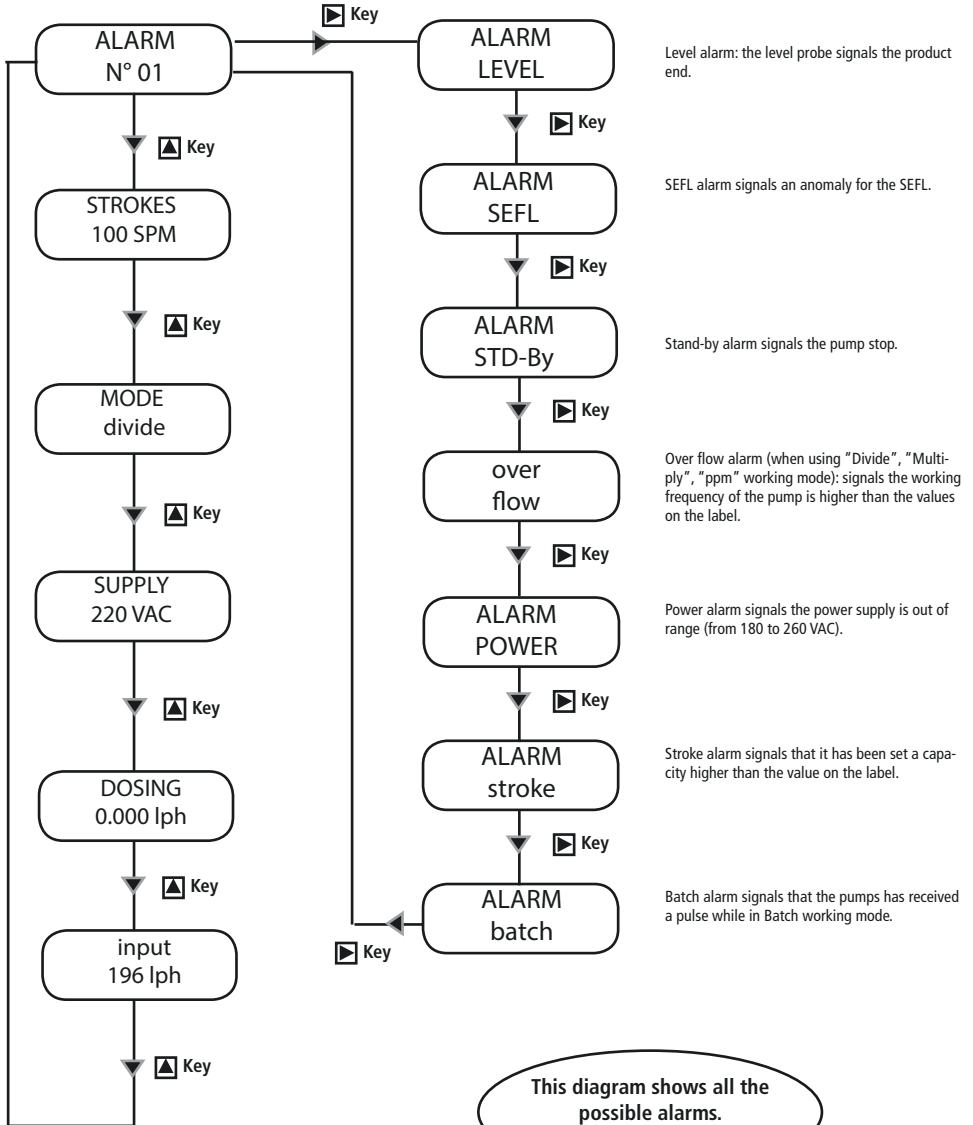 Key
ALARM
N° 01
Key
STROKES
100 SPM
Key
MODE
divide
Key
SUPPLY
220 VAC
Key
DOSING
0.000 lph
Key
input
196 lph
Key
ALARM
LEVEL
Level alarm: the level probe signals the product
end.
Key
ALARM
SEFL
SEFL alarm signals an anomaly for the SEFL.
Key
ALARM
STD-By
Stand-by alarm signals the pump stop.
Key
over
flow
Over flow alarm (when using "Divide", "Multi-
ply", "ppm" working mode): signals the working
frequency of the pump is higher than the values
on the label.
Key
ALARM
POWER
Power alarm signals the power supply is out of
range (from 180 to 260 VAC).
Key
ALARM
stroke
Stroke alarm signals that it has been set a capa-
city higher than the value on the label.
Key
ALARM
batch
Batch alarm signals that the pumps has received
a pulse while in Batch working mode.
Key
This diagram shows all the
possible alarms.